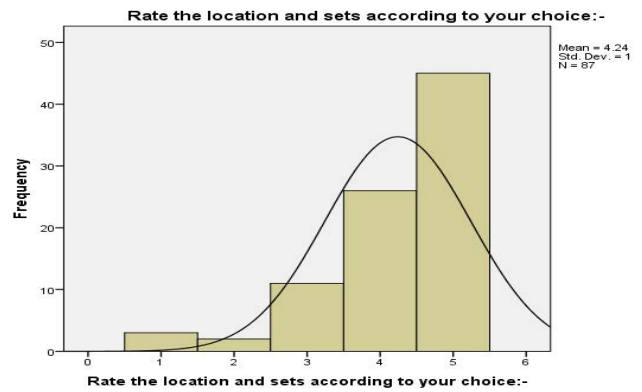 Rate the location and sets according to your choice:-
Mean = 4.24
Std. Dev. = 1
N = 87
50
40
30
20
10
0
Frequency
0 1 2 3 4 5 6
Rate the location and sets according to your choice:-